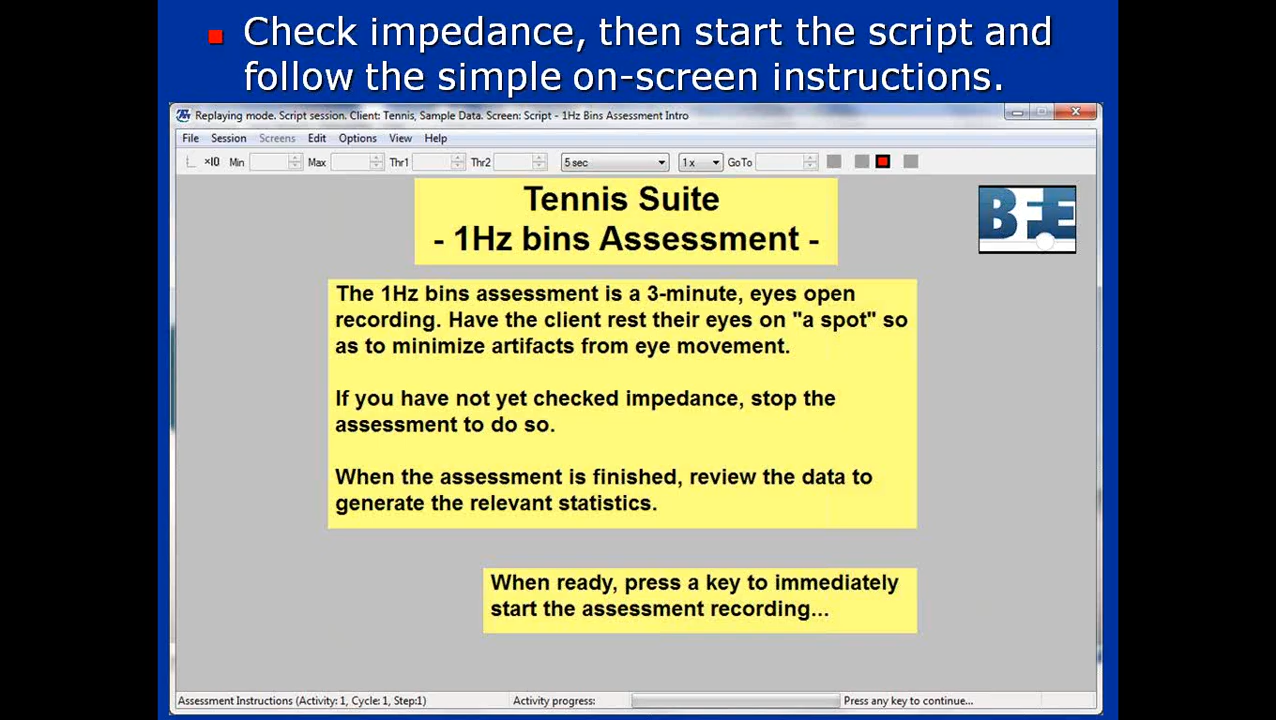 Check impedance, then start the script and
follow the simple on-screen instructions.
Replaying mode. Script session. Client: Tennis, Sample Data. Screen: Script - 1Hz Bins Assessment Intro
File Session Screens Edit Options View Help
×10 Min Max Thr1 Thr2 5 sec 1 x GoTo
Tennis Suite
- 1Hz bins Assessment -
BFE
The 1Hz bins assessment is a 3-minute, eyes open
recording. Have the client rest their eyes on "a spot" so
as to minimize artifacts from eye movement.
If you have not yet checked impedance, stop the
assessment to do so.
When the assessment is finished, review the data to
generate the relevant statistics.
When ready, press a key to immediately
start the assessment recording...
Assessment Instructions (Activity: 1, Cycle: 1, Step:1) Activity progress: Press any key to continue...